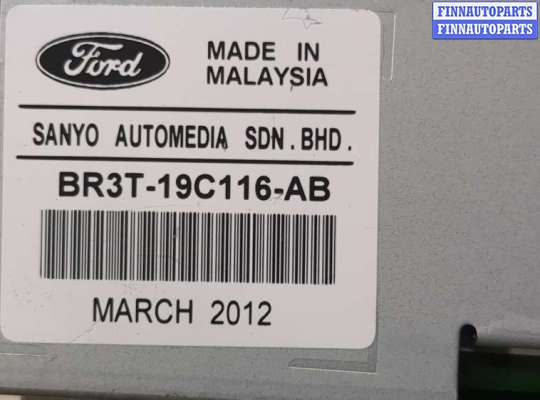 FINNAUTOPARTS
FINNAUTOPARTS
Ford
MADE IN
MALAYSIA
SANYO AUTOMEDIA SDN . BHD .
BR3T-19C116-AB
MARCH 2012